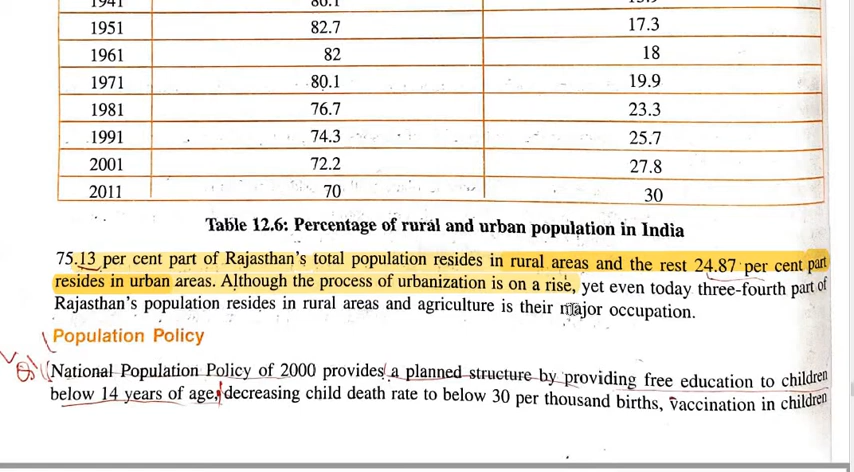 1941 80.1
1951 82.7 17.3
1961 82 18
1971 80.1 19.9
1981 76.7 23.3
1991 74.3 25.7
2001 72.2 27.8
2011 70 30
Table 12.6: Percentage of rural and urban population in India
75.13 per cent part of Rajasthan's total population resides in rural areas and the rest 24.87 per cent part
resides in urban areas. Although the process of urbanization is on a rise, yet even today three-fourth part of
Rajasthan's population resides in rural areas and agriculture is their major occupation.
Population Policy
National Population Policy of 2000 provides a planned structure by providing free education to children
below 14 years of age, decreasing child death rate to below 30 per thousand births, vaccination in children